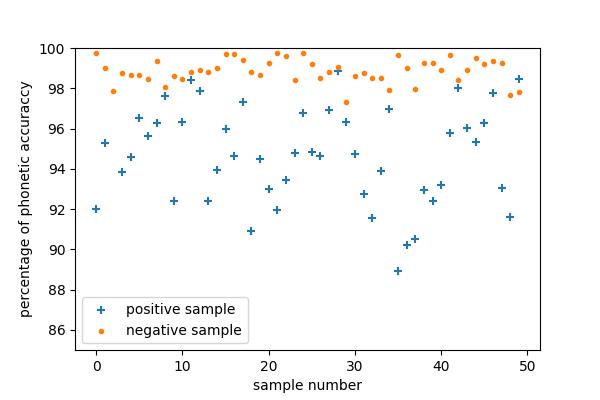 100
98
96
94
92
90
88
86
percentage of phonetic accuraccy
positive sample
negative sample
0 10 20 30 40 50
sample number